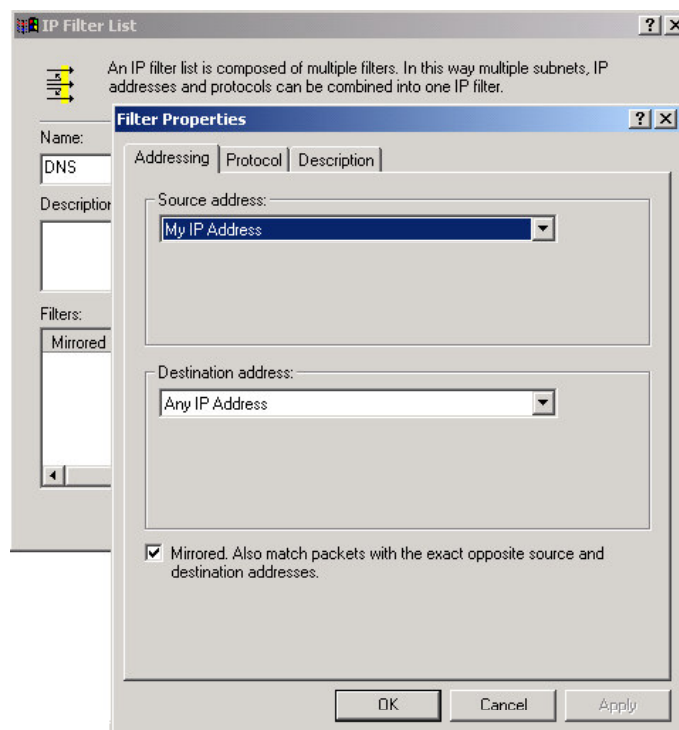 IP Filter List
An IP filter list is composed of multiple filters. In this way multiple subnets, IP
addresses and protocols can be combined into one IP filter.
Name:
DNS
Description
Filters:
Mirrored
Filter Properties
Addressing
Protocol
Description
Source address:
My IP Address
Destination address:
Any IP Address
Mirrored. Also match packets with the exact opposite source and
destination addresses.
OK
Cancel
Apply